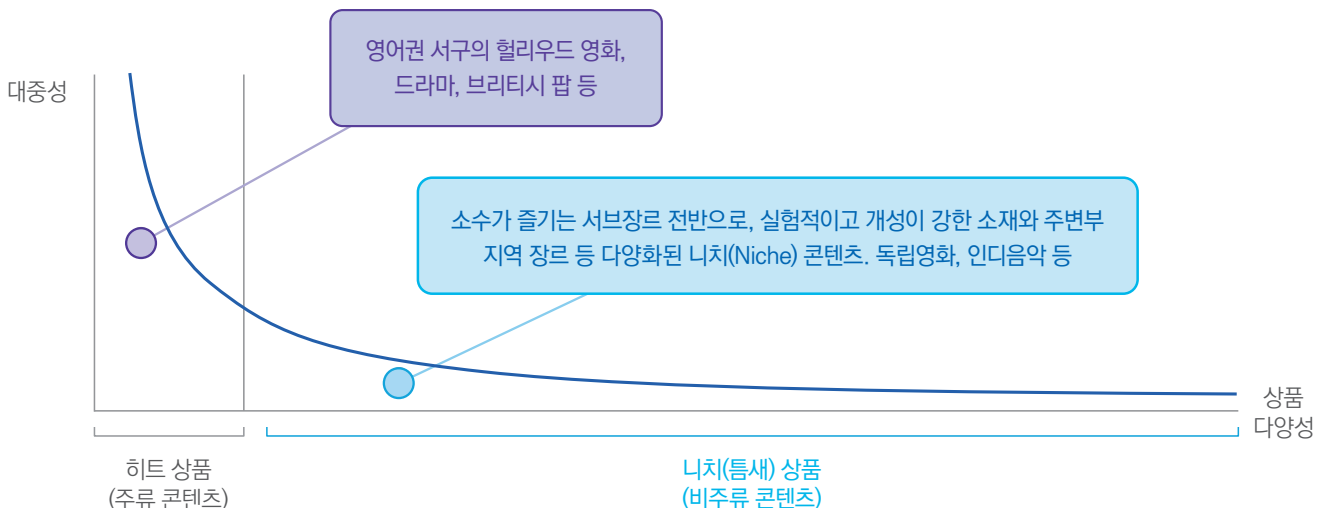 영어권 서구의 헐리우드 영화,
드라마, 브리티시 팝 등
대중성
소수가 즐기는 서브장르 전반으로, 실험적이고 개성이 강한 소재와 주변부
지역 장르 등 다양화된 니치(Niche) 콘텐츠. 독립영화, 인디음악 등
상품
다양성
히트 상품
(주류 콘텐츠)
니치(틈새) 상품
(비주류 콘텐츠)